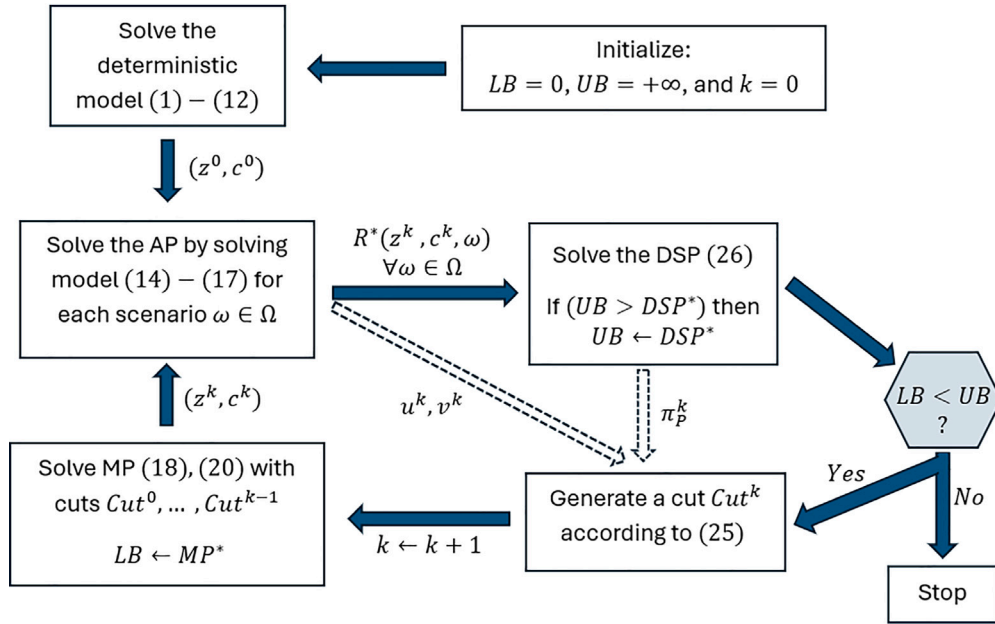 Solve the
deterministic
model (1) − (12)
Initialize:
LB = 0, UB = +∞, and k = 0
(z⁰, c⁰)
Solve the AP by solving
model (14) − (17) for
each scenario ω ∈ Ω
R*(zᵏ, cᵏ, ω)
∀ω ∈ Ω
Solve the DSP (26)
If (UB > DSP*) then
UB ← DSP*
LB < UB
?
(zᵏ, cᵏ)
uᵏ, vᵏ
π_P^k
Yes
No
Solve MP (18), (20) with
cuts Cut⁰, … , Cutᵏ⁻¹
LB ← MP*
k ← k + 1
Generate a cut Cutᵏ
according to (25)
Stop